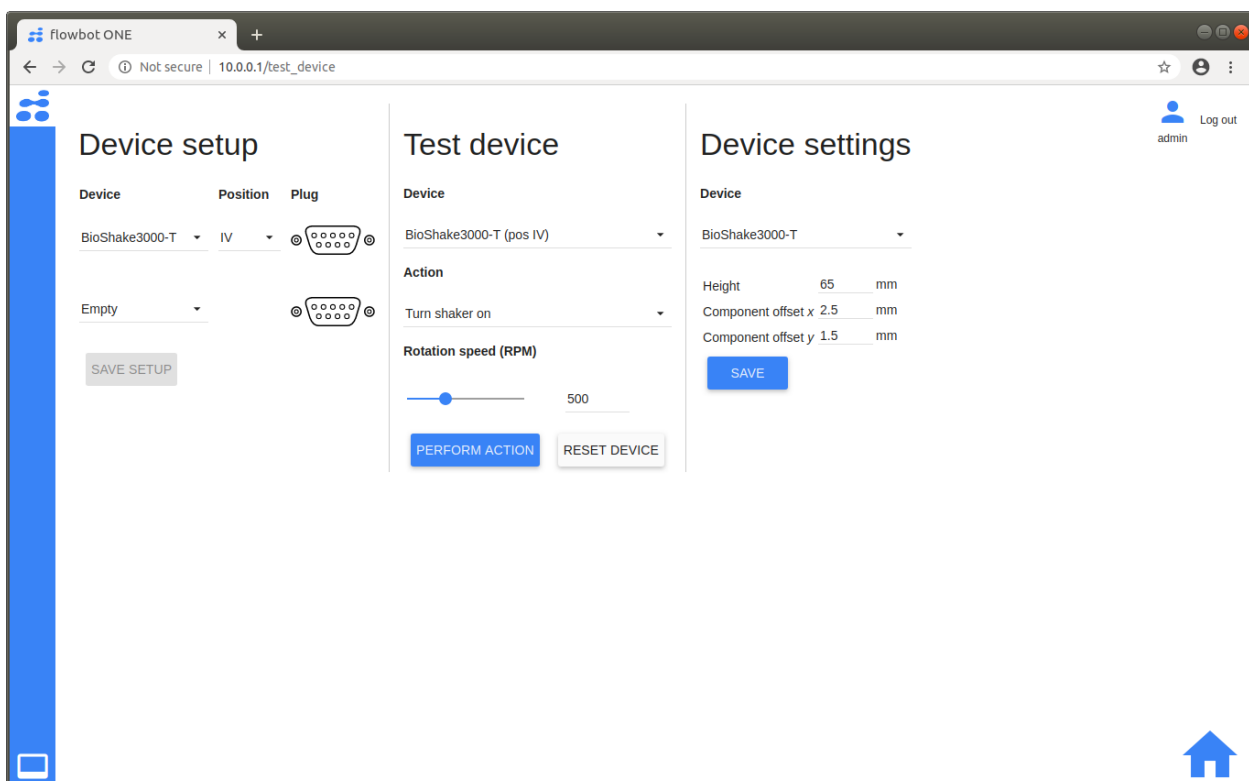 flowbot ONE
Not secure | 10.0.0.1/test_device
admin
Log out
Device setup
Device Position Plug
BioShake3000-T IV
Empty
SAVE SETUP
Test device
Device
BioShake3000-T (pos IV)
Action
Turn shaker on
Rotation speed (RPM)
500
PERFORM ACTION RESET DEVICE
Device settings
Device
BioShake3000-T
Height 65 mm
Component offset x 2.5 mm
Component offset y 1.5 mm
SAVE